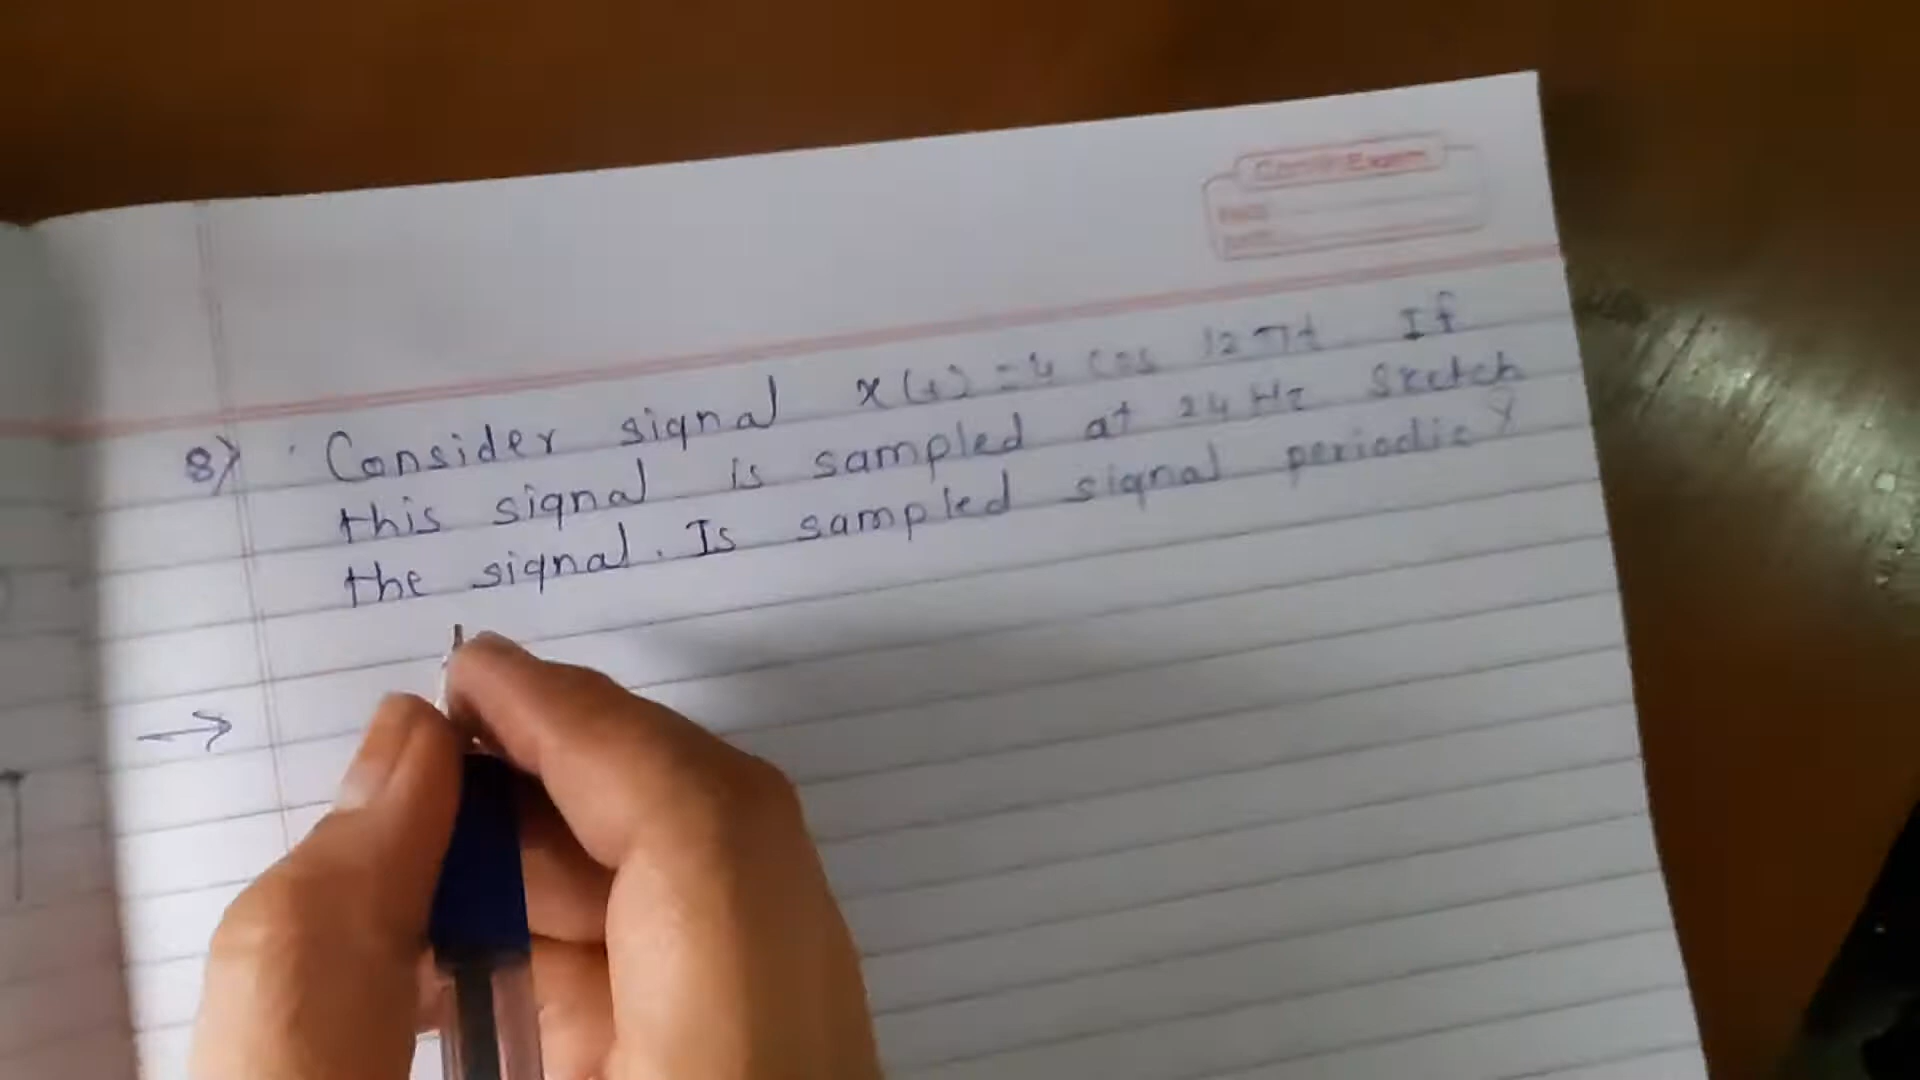 8) Consider signal x(t) = 4 cos 12πt If
this signal is sampled at 24 Hz Sketch
the signal. Is sampled signal periodic?
→